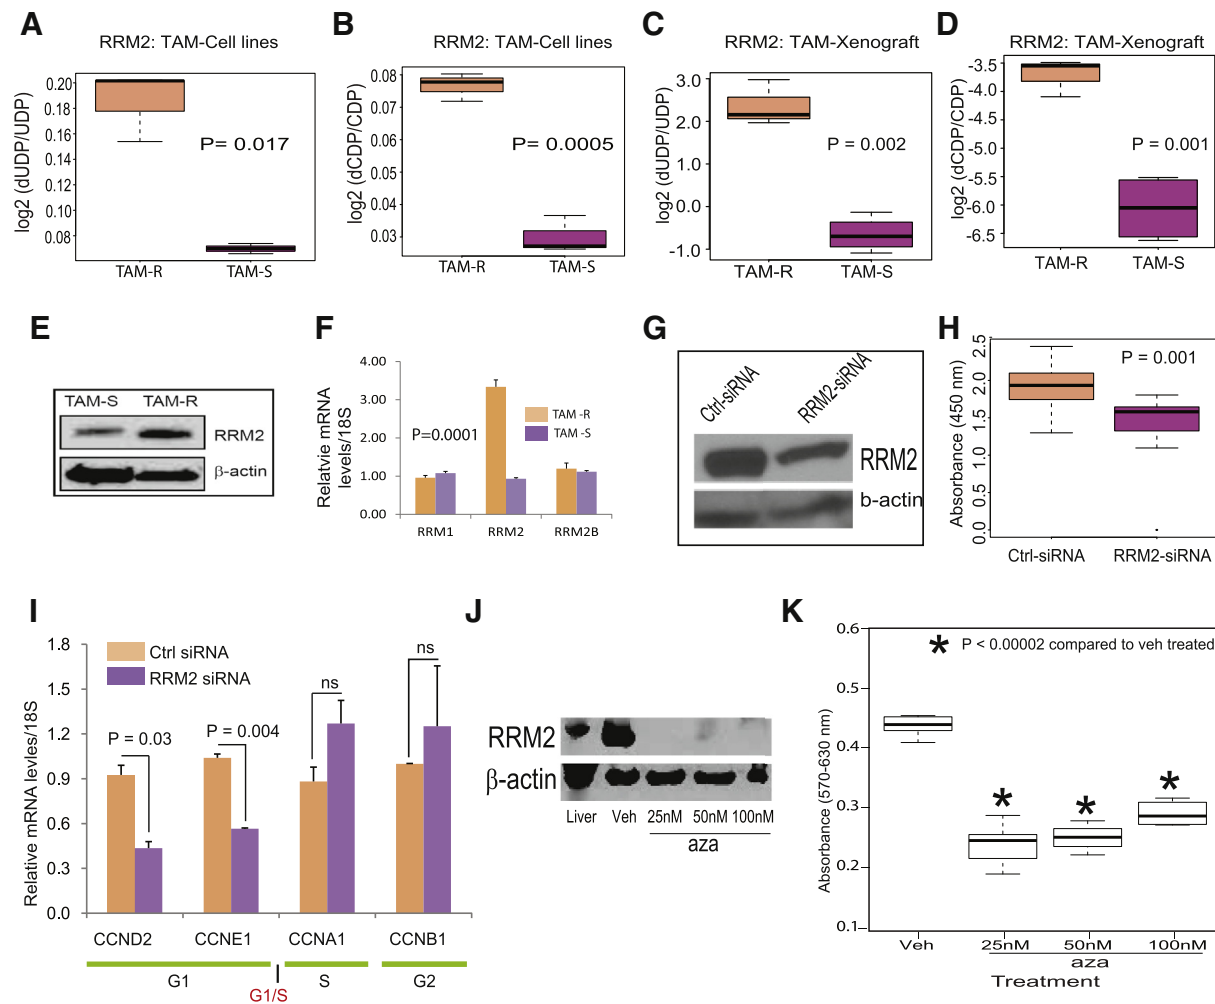 A
RRM2: TAM-Cell lines
log2 (dUDP/UDP)
0.20
0.18
0.16
0.14
0.12
0.10
0.08
P= 0.017
TAM-R TAM-S
B
RRM2: TAM-Cell lines
log2 (dCDP/CDP)
0.08
0.07
0.06
0.05
0.04
0.03
P= 0.0005
TAM-R TAM-S
C
RRM2: TAM-Xenograft
log2 (dUDP/UDP)
3.0
2.0
1.0
0.0
-1.0
P = 0.002
TAM-R TAM-S
D
RRM2: TAM-Xenograft
log2 (dCDP/CDP)
-3.5
-4.0
-4.5
-5.0
-5.5
-6.0
-6.5
P = 0.001
TAM-R TAM-S
E
TAM-S TAM-R
RRM2
β-actin
F
Relatvie mRNA
levels/18S
4.00
3.00
2.00
1.00
0.00
P=0.0001
TAM -R
TAM -S
RRM1 RRM2 RRM2B
G
Ctrl-siRNA RRM2-siRNA
RRM2
b-actin
H
Absorbance (450 nm)
2.5
2.0
1.5
1.0
0.5
0.0
P = 0.001
Ctrl-siRNA RRM2-siRNA
I
Relative mRNA levles/18S
1.8
1.5
1.2
0.9
0.6
0.3
0.0
Ctrl siRNA
RRM2 siRNA
P = 0.03
P = 0.004
ns
ns
CCND2 CCNE1 CCNA1 CCNB1
G1 S G2
G1/S
J
RRM2
β-actin
Liver Veh 25nM 50nM 100nM
aza
K
Absorbance (570-630 nm)
0.6
0.5
0.4
0.3
0.2
0.1
* P < 0.00002 compared to veh treated
* * *
Veh 25nM 50nM 100nM
aza
Treatment